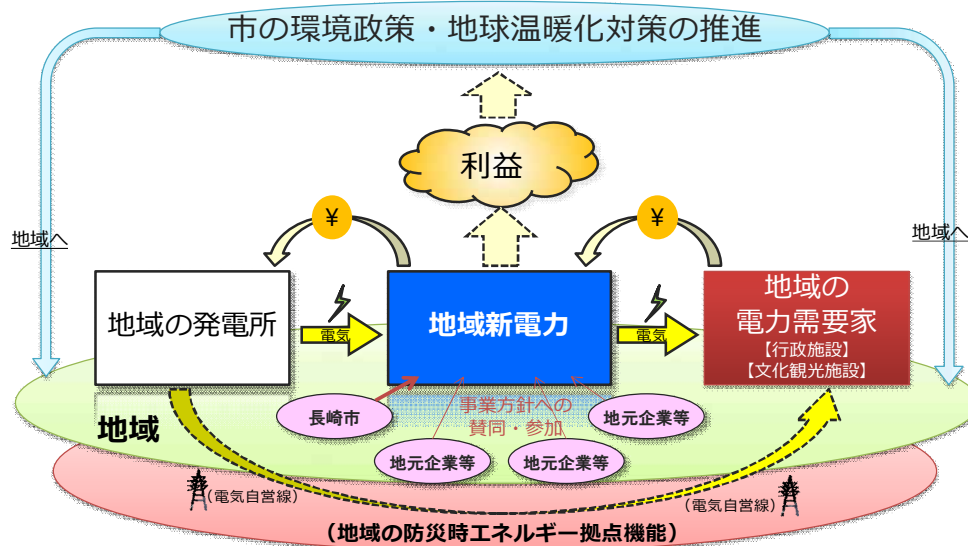 市の環境政策・地球温暖化対策の推進
利益
¥
¥
地域へ
地域へ
地域の発電所
電気
地域新電力
電気
地域の
電力需要家
【行政施設】
【文化観光施設】
長崎市
事業方針への
賛同・参加
地元企業等
地元企業等
地元企業等
地域
（電気自営線）
（電気自営線）
（地域の防災時エネルギー拠点機能）